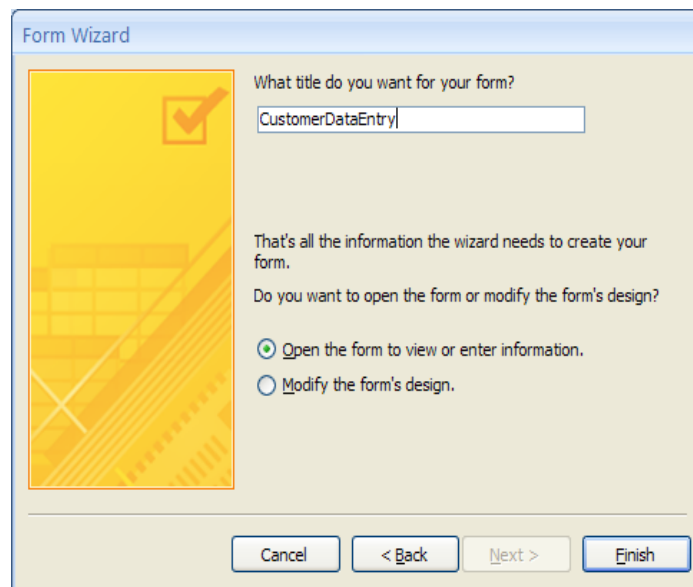 Form Wizard
What title do you want for your form?
CustomerDataEntry
That's all the information the wizard needs to create your
form.
Do you want to open the form or modify the form's design?
Open the form to view or enter information.
Modify the form's design.
Cancel < Back Next > Finish